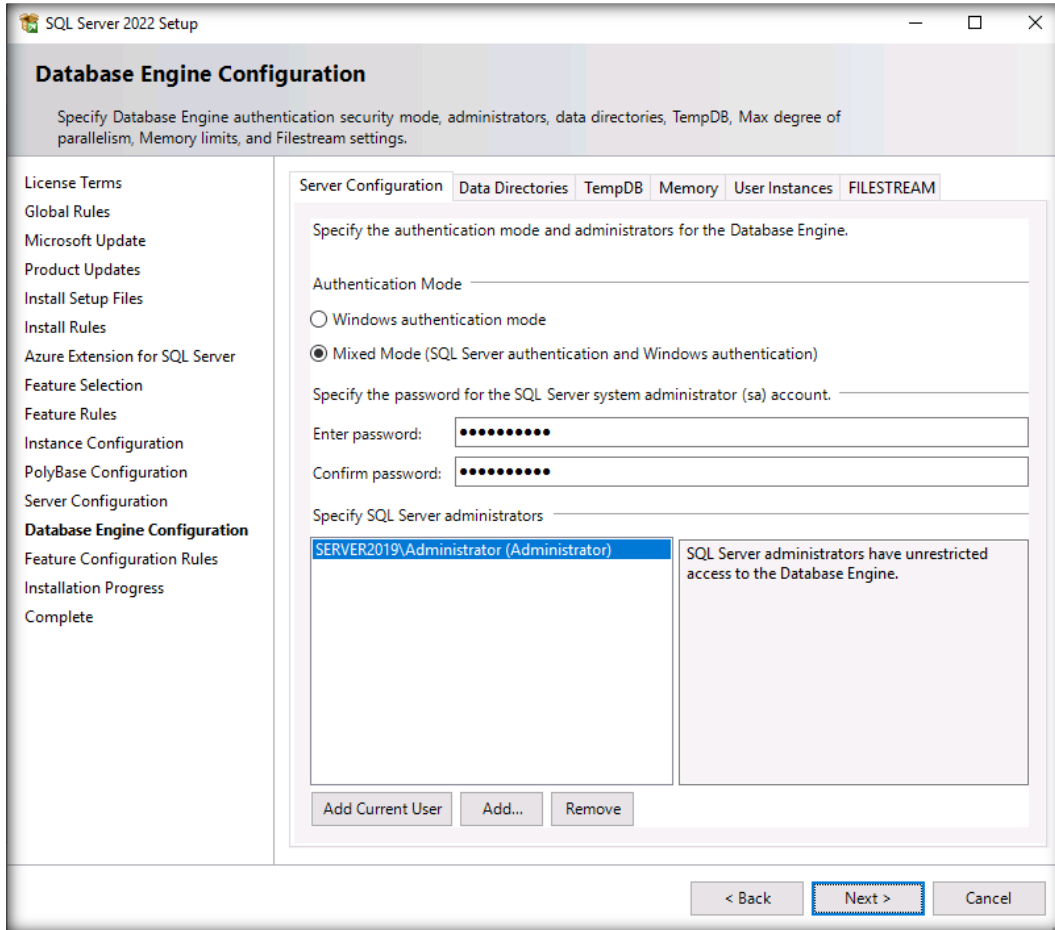 SQL Server 2022 Setup
Database Engine Configuration
Specify Database Engine authentication security mode, administrators, data directories, TempDB, Max degree of
parallelism, Memory limits, and Filestream settings.
License Terms
Global Rules
Microsoft Update
Product Updates
Install Setup Files
Install Rules
Azure Extension for SQL Server
Feature Selection
Feature Rules
Instance Configuration
PolyBase Configuration
Server Configuration
Database Engine Configuration
Feature Configuration Rules
Installation Progress
Complete
Server Configuration Data Directories TempDB Memory User Instances FILESTREAM
Specify the authentication mode and administrators for the Database Engine.
Authentication Mode
Windows authentication mode
Mixed Mode (SQL Server authentication and Windows authentication)
Specify the password for the SQL Server system administrator (sa) account.
Enter password: ●●●●●●●●●●
Confirm password: ●●●●●●●●●●
Specify SQL Server administrators
SERVER2019\Administrator (Administrator)
SQL Server administrators have unrestricted
access to the Database Engine.
Add Current User Add... Remove
< Back Next > Cancel